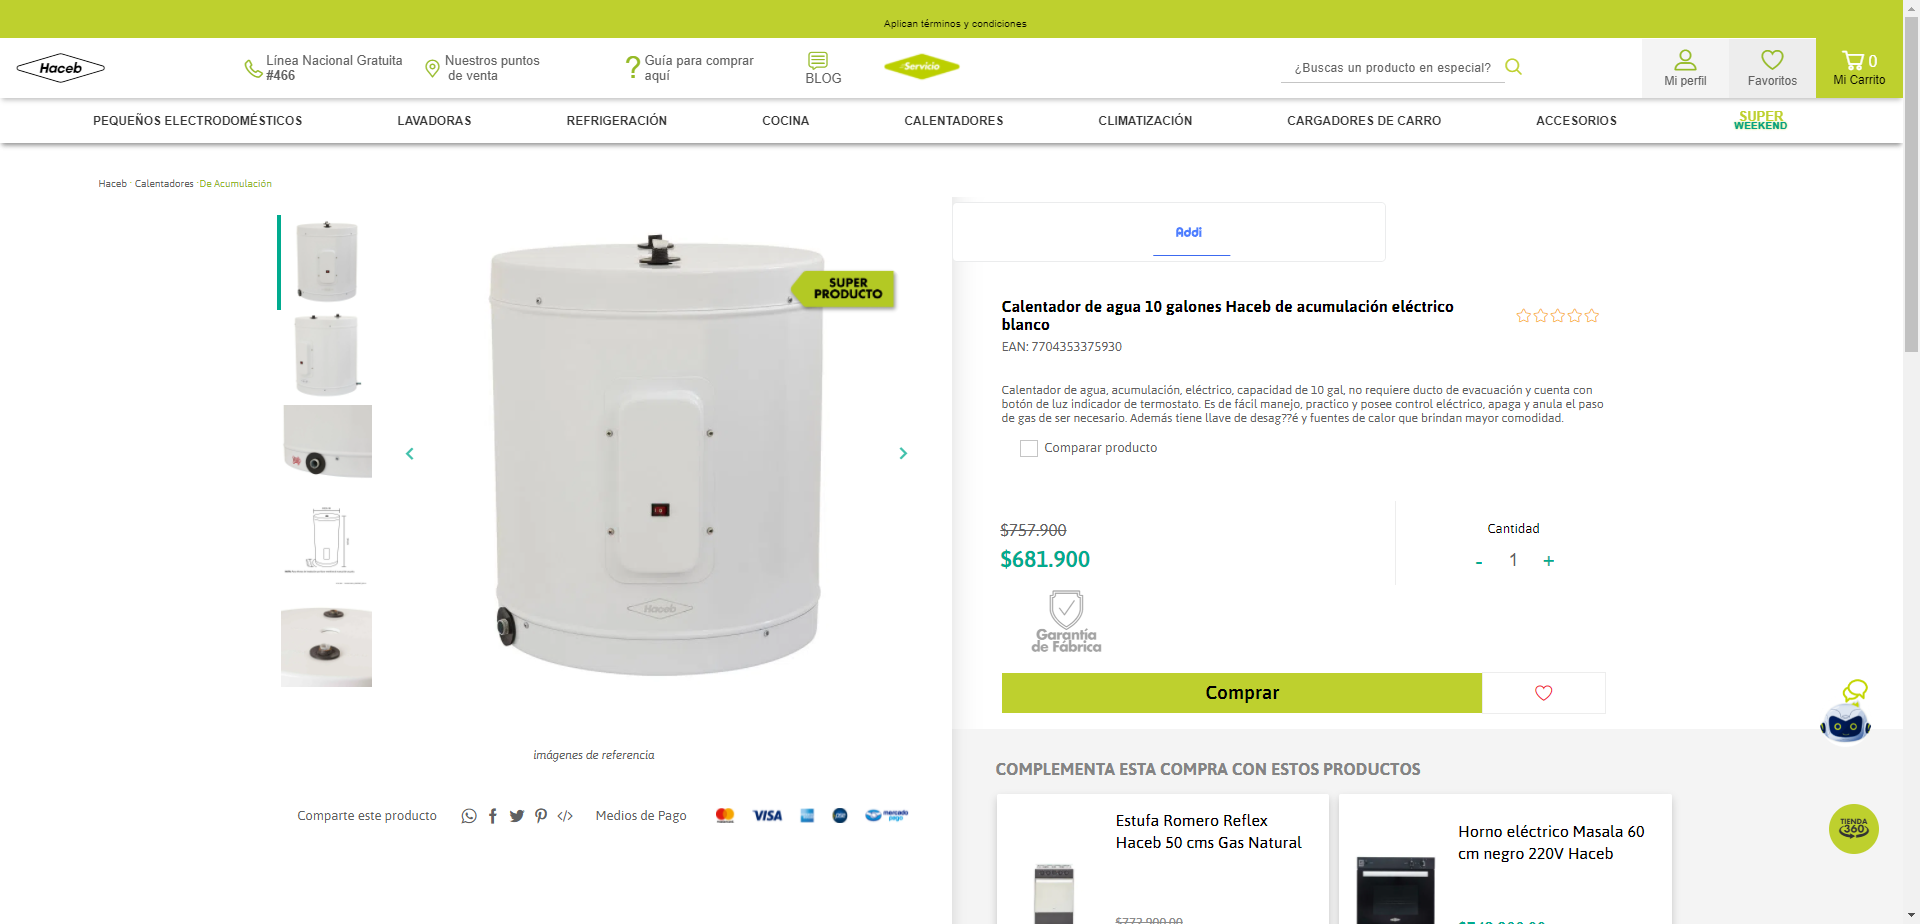 Aplican términos y condiciones
Haceb
Línea Nacional Gratuita
#466
Nuestros puntos
de venta
Guía para comprar
aquí
BLOG
Servicio
¿Buscas un producto en especial?
Mi perfil
Favoritos
0
Mi Carrito
PEQUEÑOS ELECTRODOMÉSTICOS
LAVADORAS
REFRIGERACIÓN
COCINA
CALENTADORES
CLIMATIZACIÓN
CARGADORES DE CARRO
ACCESORIOS
SUPER
WEEKEND
Haceb · Calentadores · De Acumulación
SUPER
PRODUCTO
Haceb
imágenes de referencia
Comparte este producto
Medios de Pago
VISA
mercado
pago
Addi
Calentador de agua 10 galones Haceb de acumulación eléctrico
blanco
EAN: 7704353375930
Calentador de agua, acumulación, eléctrico, capacidad de 10 gal, no requiere ducto de evacuación y cuenta con
botón de luz indicador de termostato. Es de fácil manejo, practico y posee control eléctrico, apaga y anula el paso
de gas de ser necesario. Además tiene llave de desag??é y fuentes de calor que brindan mayor comodidad.
Comparar producto
$757.900
$681.900
Cantidad
- 1 +
Garantía
de Fábrica
Comprar
COMPLEMENTA ESTA COMPRA CON ESTOS PRODUCTOS
Estufa Romero Reflex
Haceb 50 cms Gas Natural
$772.900,00
Horno eléctrico Masala 60
cm negro 220V Haceb
TIENDA
360